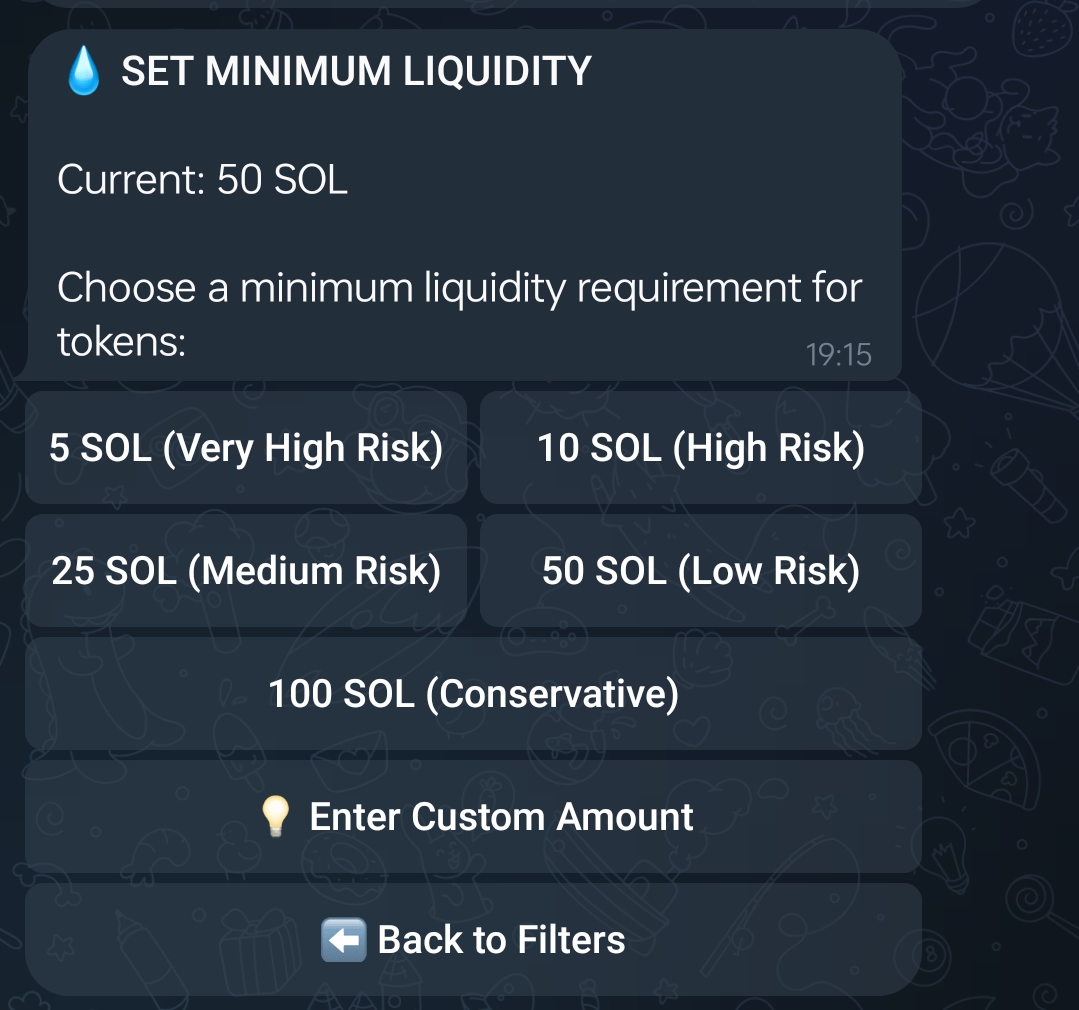 💧 SET MINIMUM LIQUIDITY
Current: 50 SOL
Choose a minimum liquidity requirement for
tokens:
19:15
5 SOL (Very High Risk)
10 SOL (High Risk)
25 SOL (Medium Risk)
50 SOL (Low Risk)
100 SOL (Conservative)
💡 Enter Custom Amount
⬅️ Back to Filters